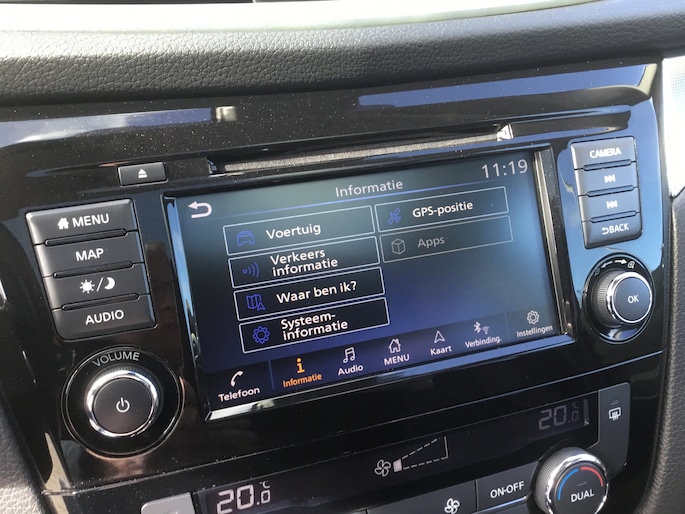 Informatie
11:19
Voertuig
GPS-positie
Verkeers
informatie
Apps
Waar ben ik?
Systeem-
informatie
Telefoon
Informatie
Audio
MENU
Kaart
Verbinding.
Instellingen
MENU
MAP
AUDIO
VOLUME
CAMERA
BACK
OK
20.0
°C
20.0
°C
ON-OFF
DUAL